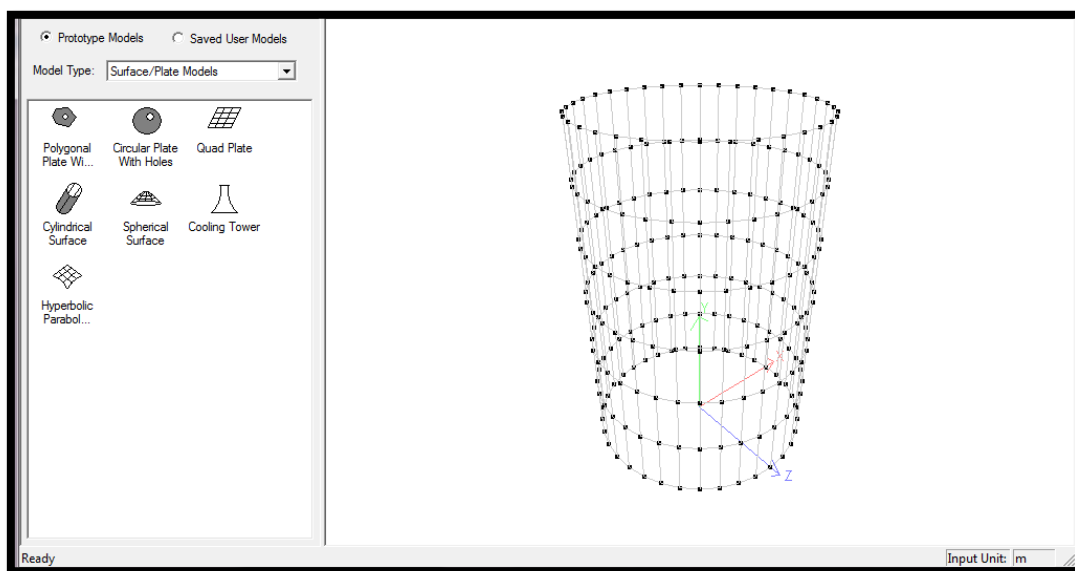 Prototype Models Saved User Models
Model Type: Surface/Plate Models
Polygonal Plate Wi...
Circular Plate With Holes
Quad Plate
Cylindrical Surface
Spherical Surface
Cooling Tower
Hyperbolic Parabol...
Y
X
Z
Ready
Input Unit: m